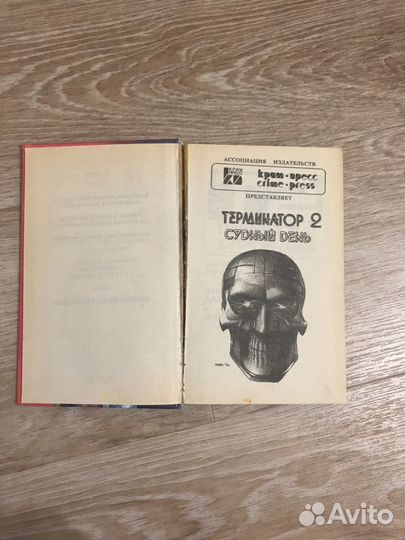 АССОЦИАЦИЯ ИЗДАТЕЛЬСТВ
крим-пресс
crime-press
ПРЕДСТАВЛЯЕТ
ТЕРМИНАТОР 2
СУДНЫЙ ДЕНЬ
Avito